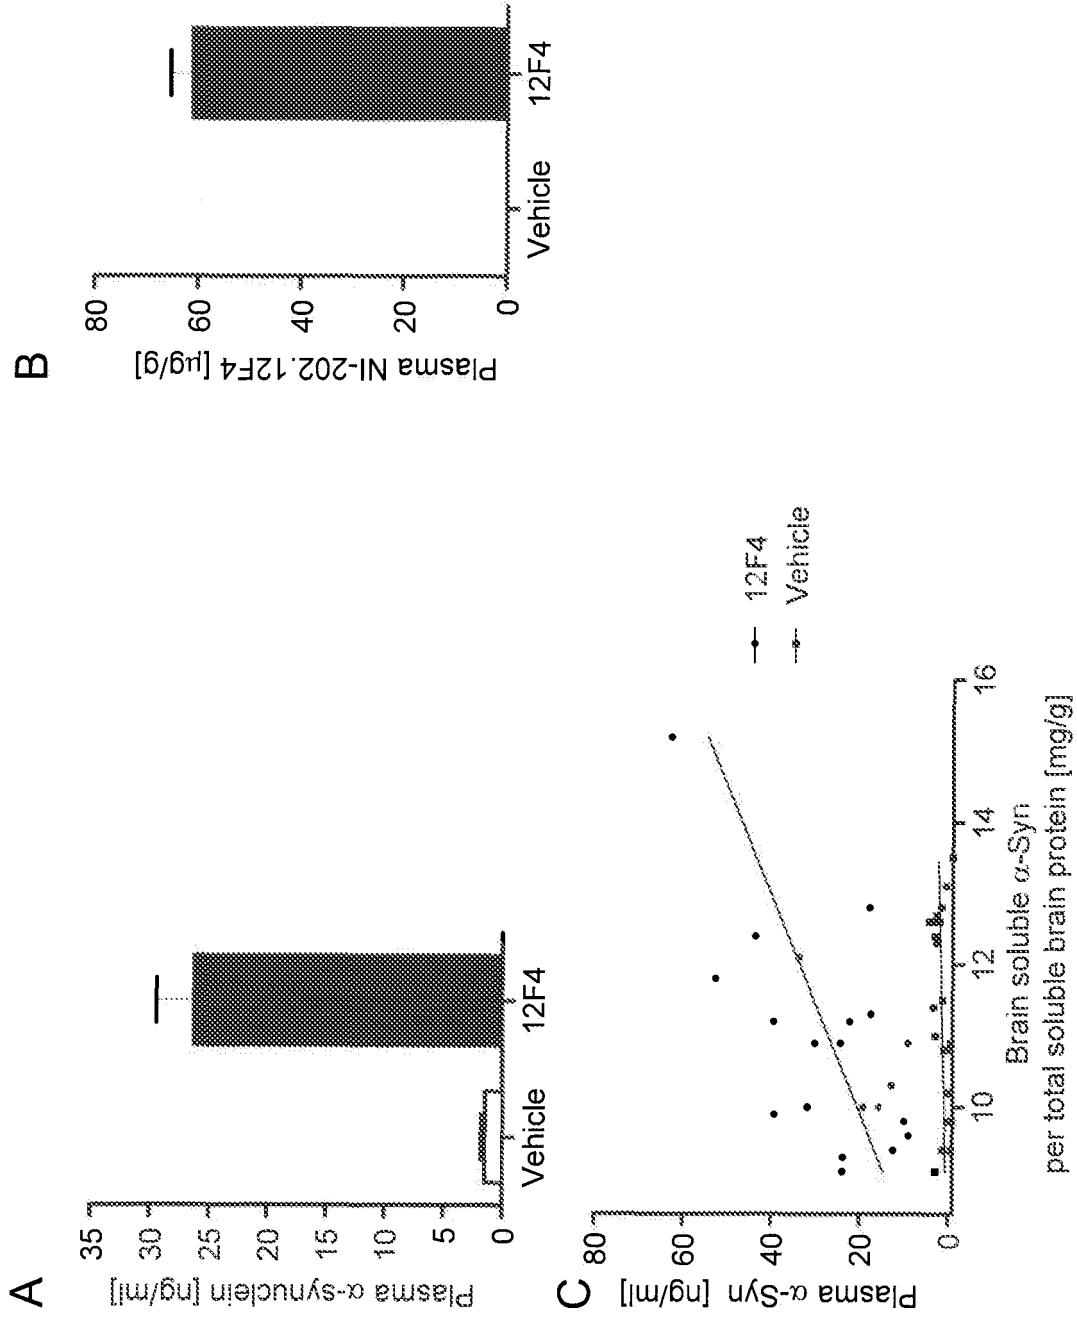 A
Plasma α-synuclein [ng/ml]
35
30
25
20
15
10
5
0
Vehicle
12F4
B
Plasma NI-202.12F4 [µg/g]
80
60
40
20
0
Vehicle
12F4
C
Plasma α-Syn [ng/ml]
80
60
40
20
0
10
12
14
16
Brain soluble α-Syn
per total soluble brain protein [mg/g]
12F4
Vehicle